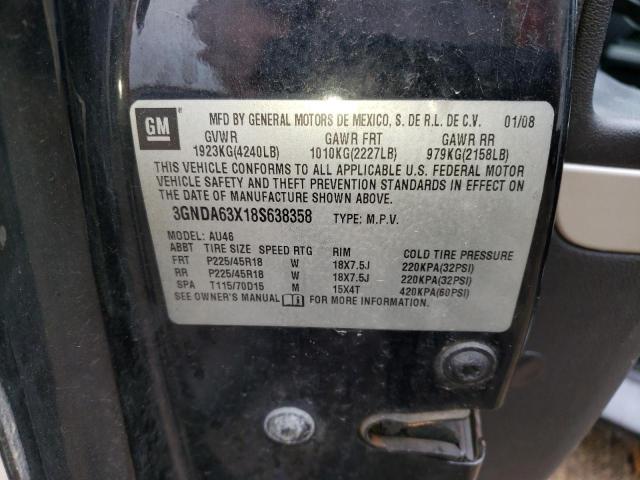 GM
MFD BY GENERAL MOTORS DE MEXICO, S. DE R.L. DE C.V. 01/08
GVWR GAWR FRT GAWR RR
1923KG(4240LB) 1010KG(2227LB) 979KG(2158LB)
THIS VEHICLE CONFORMS TO ALL APPLICABLE U.S. FEDERAL MOTOR
VEHICLE SAFETY AND THEFT PREVENTION STANDARDS IN EFFECT ON
THE DATE OF MANUFACTURE SHOWN ABOVE.
3GNDA63X18S638358 TYPE: M.P.V.
MODEL: AU46
ABBT TIRE SIZE SPEED RTG RIM COLD TIRE PRESSURE
FRT P225/45R18 W 18X7.5J 220KPA(32PSI)
RR P225/45R18 W 18X7.5J 220KPA(32PSI)
SPA T115/70D15 M 15X4T 420KPA(60PSI)
SEE OWNER'S MANUAL FOR MORE INFORMATION.